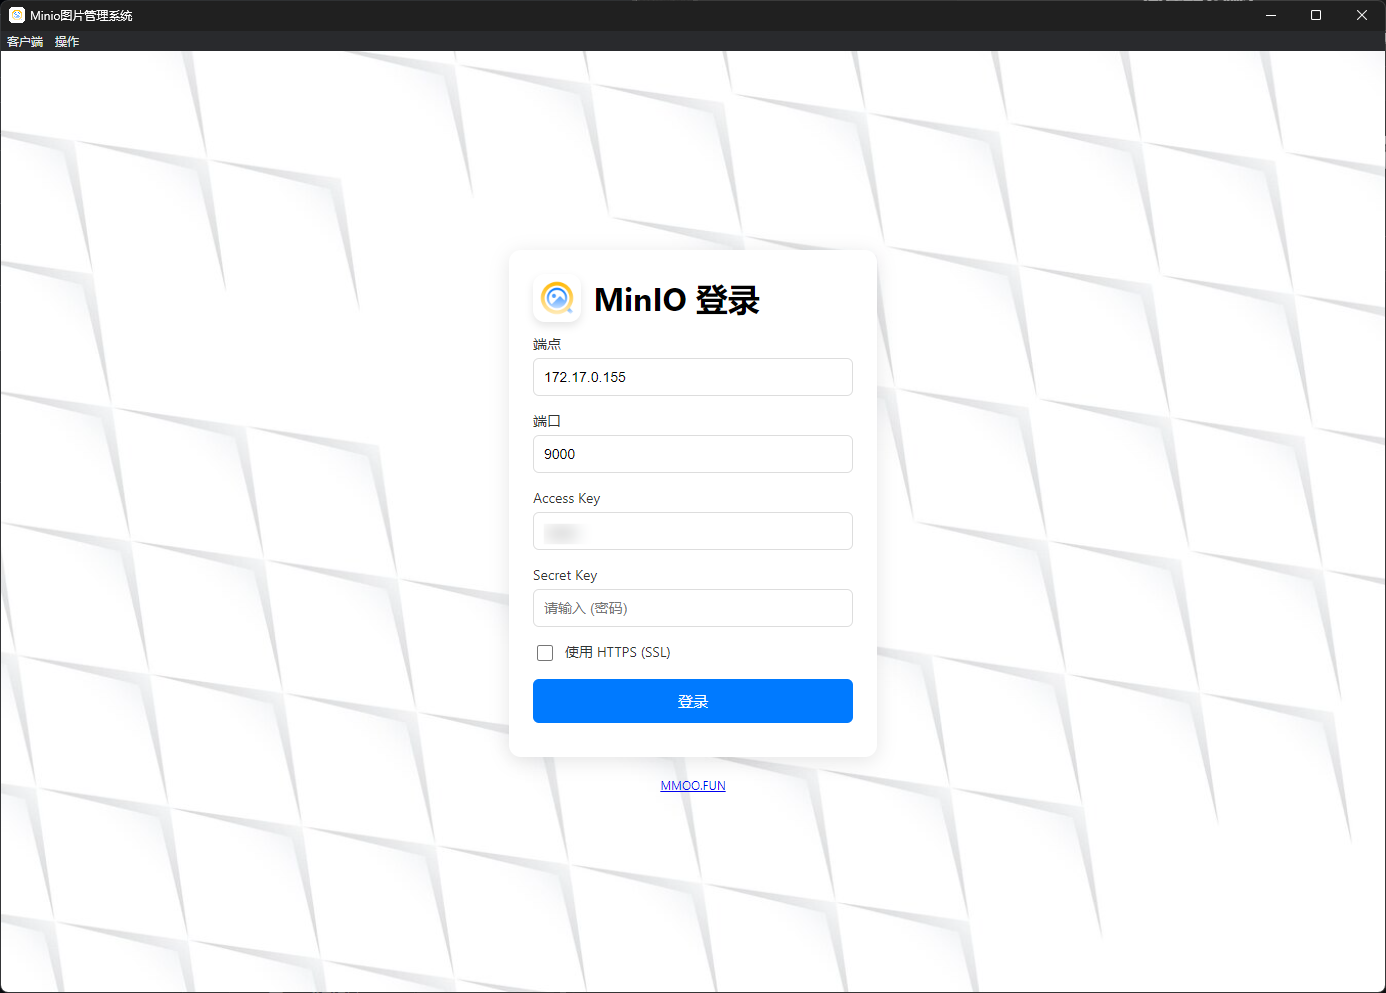 Minio图片管理系统
客户端 操作
MinIO 登录
端点
172.17.0.155
端口
9000
Access Key
Secret Key
请输入 (密码)
使用 HTTPS (SSL)
登录
MMOO.FUN